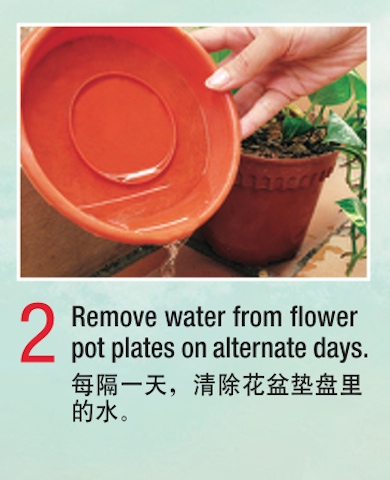 2
Remove water from flower
pot plates on alternate days.
每隔一天，清除花盆垫盘里
的水。